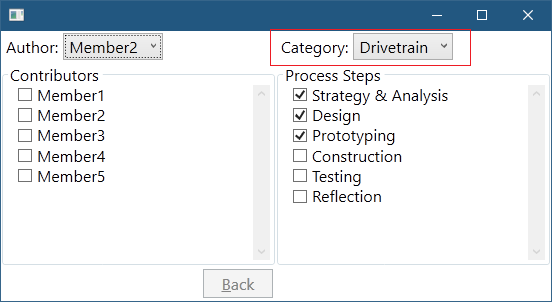 Author: Member2 Category: Drivetrain
Contributors
Member1
Member2
Member3
Member4
Member5
Process Steps
Strategy & Analysis
Design
Prototyping
Construction
Testing
Reflection
Back